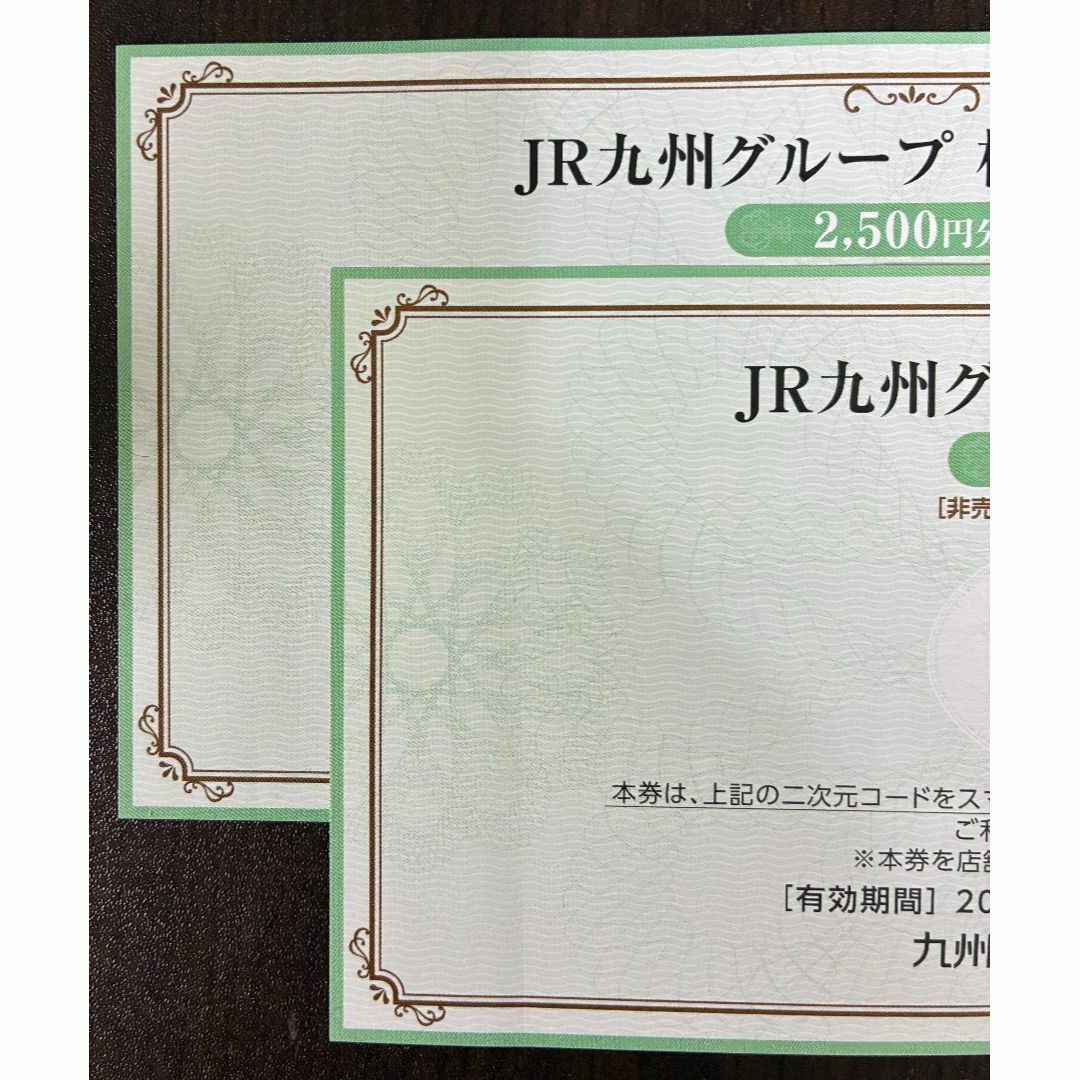 JR九州グループ
2,500円分
JR九州グ
[非売
本券は、上記の二次元コードをスマ
ご利
※本券を店舗
[有効期間] 20
九州